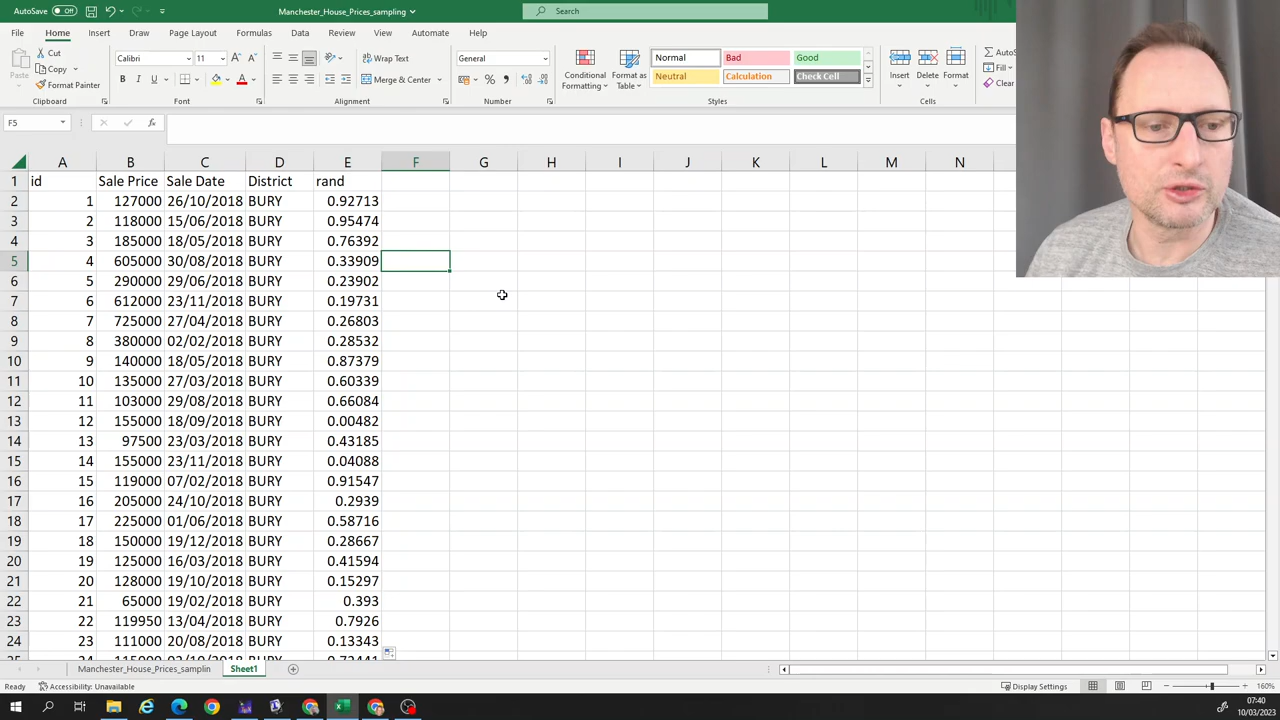 AutoSave Off Manchester_House_Prices_sampling Search
File Home Insert Draw Page Layout Formulas Data Review View Automate Help
Paste Cut Copy Format Painter Clipboard
Calibri 11 B I U Font
Wrap Text Merge & Center Alignment
General Number
Conditional Formatting Format as Table Normal Bad Good Neutral Calculation Check Cell Styles
Insert Delete Format Cells
Fill Clear
F5 fx
A B C D E F G H I J K L M N
1 id Sale Price Sale Date District rand
2 1 127000 26/10/2018 BURY 0.92713
3 2 118000 15/06/2018 BURY 0.95474
4 3 185000 18/05/2018 BURY 0.76392
5 4 605000 30/08/2018 BURY 0.33909
6 5 290000 29/06/2018 BURY 0.23902
7 6 612000 23/11/2018 BURY 0.19731
8 7 725000 27/04/2018 BURY 0.26803
9 8 380000 02/02/2018 BURY 0.28532
10 9 140000 18/05/2018 BURY 0.87379
11 10 135000 27/03/2018 BURY 0.60339
12 11 103000 29/08/2018 BURY 0.66084
13 12 155000 18/09/2018 BURY 0.00482
14 13 97500 23/03/2018 BURY 0.43185
15 14 155000 23/11/2018 BURY 0.04088
16 15 119000 07/02/2018 BURY 0.91547
17 16 205000 24/10/2018 BURY 0.2939
18 17 225000 01/06/2018 BURY 0.58716
19 18 150000 19/12/2018 BURY 0.28667
20 19 125000 16/03/2018 BURY 0.41594
21 20 128000 19/10/2018 BURY 0.15297
22 21 65000 19/02/2018 BURY 0.393
23 22 119950 13/04/2018 BURY 0.7926
24 23 111000 20/08/2018 BURY 0.13343
Manchester_House_Prices_samplin Sheet1
Ready Accessibility: Unavailable Display Settings 160%
07:40
10/03/2023